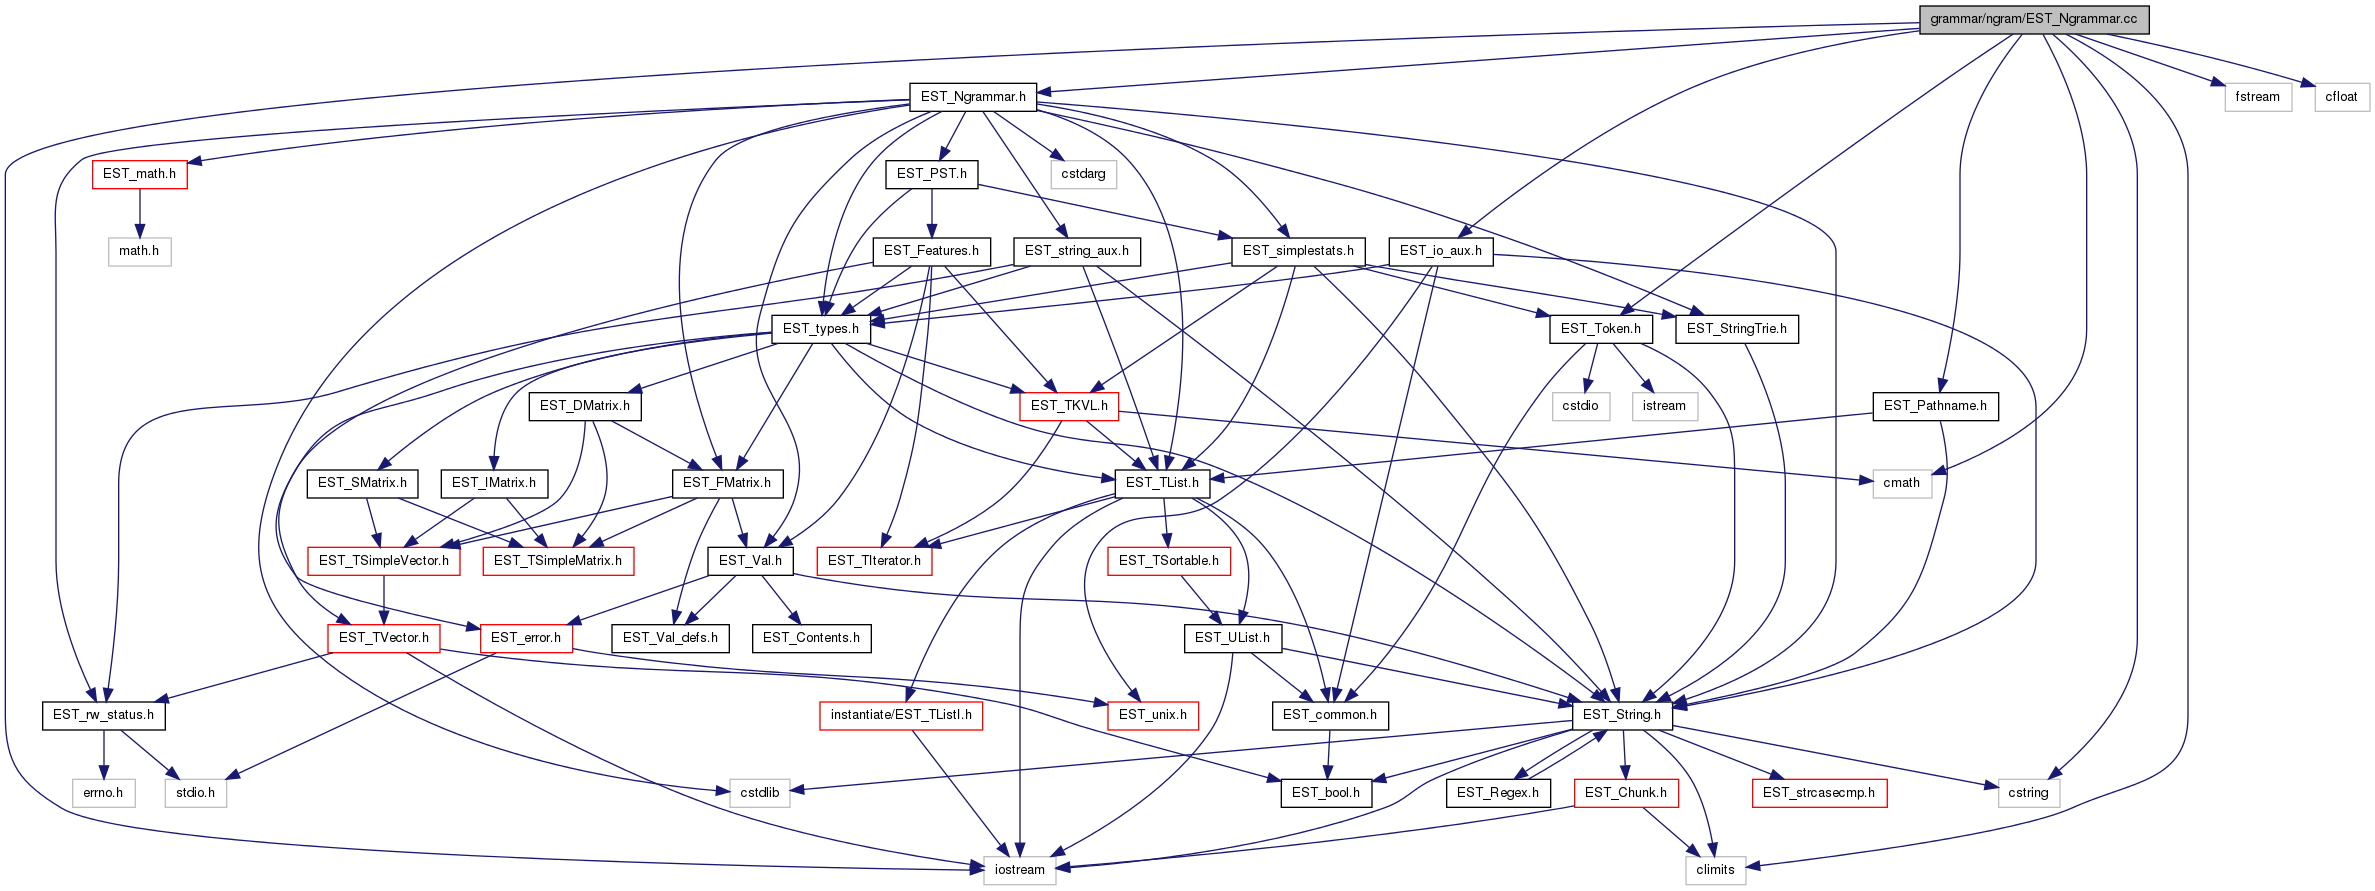 grammar/ngram/EST_Ngrammar.cc
EST_Ngrammar.h
fstream
cfloat
EST_math.h
EST_PST.h
cstdarg
math.h
EST_Features.h
EST_string_aux.h
EST_simplestats.h
EST_io_aux.h
EST_types.h
EST_Token.h
EST_StringTrie.h
EST_DMatrix.h
EST_TKVL.h
cstdio
istream
EST_Pathname.h
EST_SMatrix.h
EST_IMatrix.h
EST_FMatrix.h
EST_TList.h
cmath
EST_TSimpleVector.h
EST_TSimpleMatrix.h
EST_Val.h
EST_TIterator.h
EST_TSortable.h
EST_TVector.h
EST_error.h
EST_Val_defs.h
EST_Contents.h
EST_UList.h
EST_rw_status.h
instantiate/EST_TListI.h
EST_unix.h
EST_common.h
EST_String.h
errno.h
stdio.h
cstdlib
EST_bool.h
EST_Regex.h
EST_Chunk.h
EST_strcasecmp.h
cstring
iostream
climits